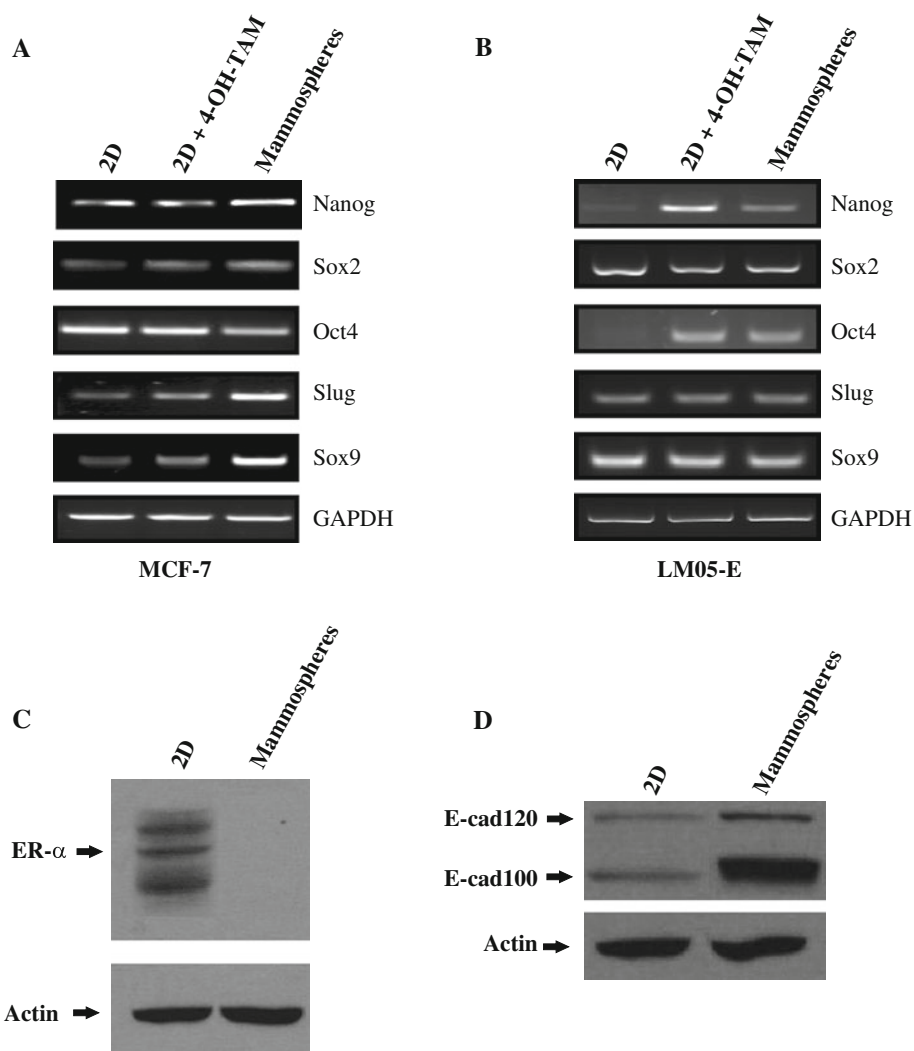 A
2D
2D + 4-OH-TAM
Mammospheres
Nanog
Sox2
Oct4
Slug
Sox9
GAPDH
MCF-7
B
2D
2D + 4-OH-TAM
Mammospheres
Nanog
Sox2
Oct4
Slug
Sox9
GAPDH
LM05-E
C
2D
Mammospheres
ER-α
Actin
D
2D
Mammospheres
E-cad120
E-cad100
Actin